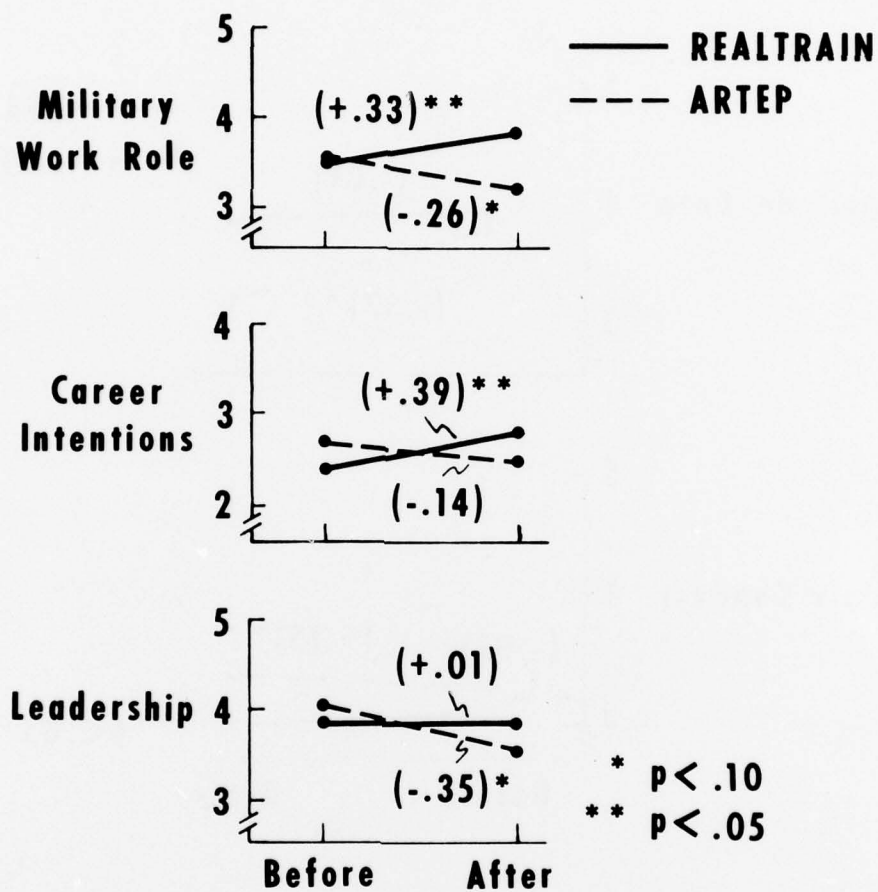 5
REALTRAIN
ARTEP
Military
Work Role
4
(+.33)**
3
(-.26)*
4
Career
Intentions
3
(+.39)**
2
(-.14)
5
(+.01)
Leadership 4
(-.35)*
3
* p< .10
** p< .05
Before After